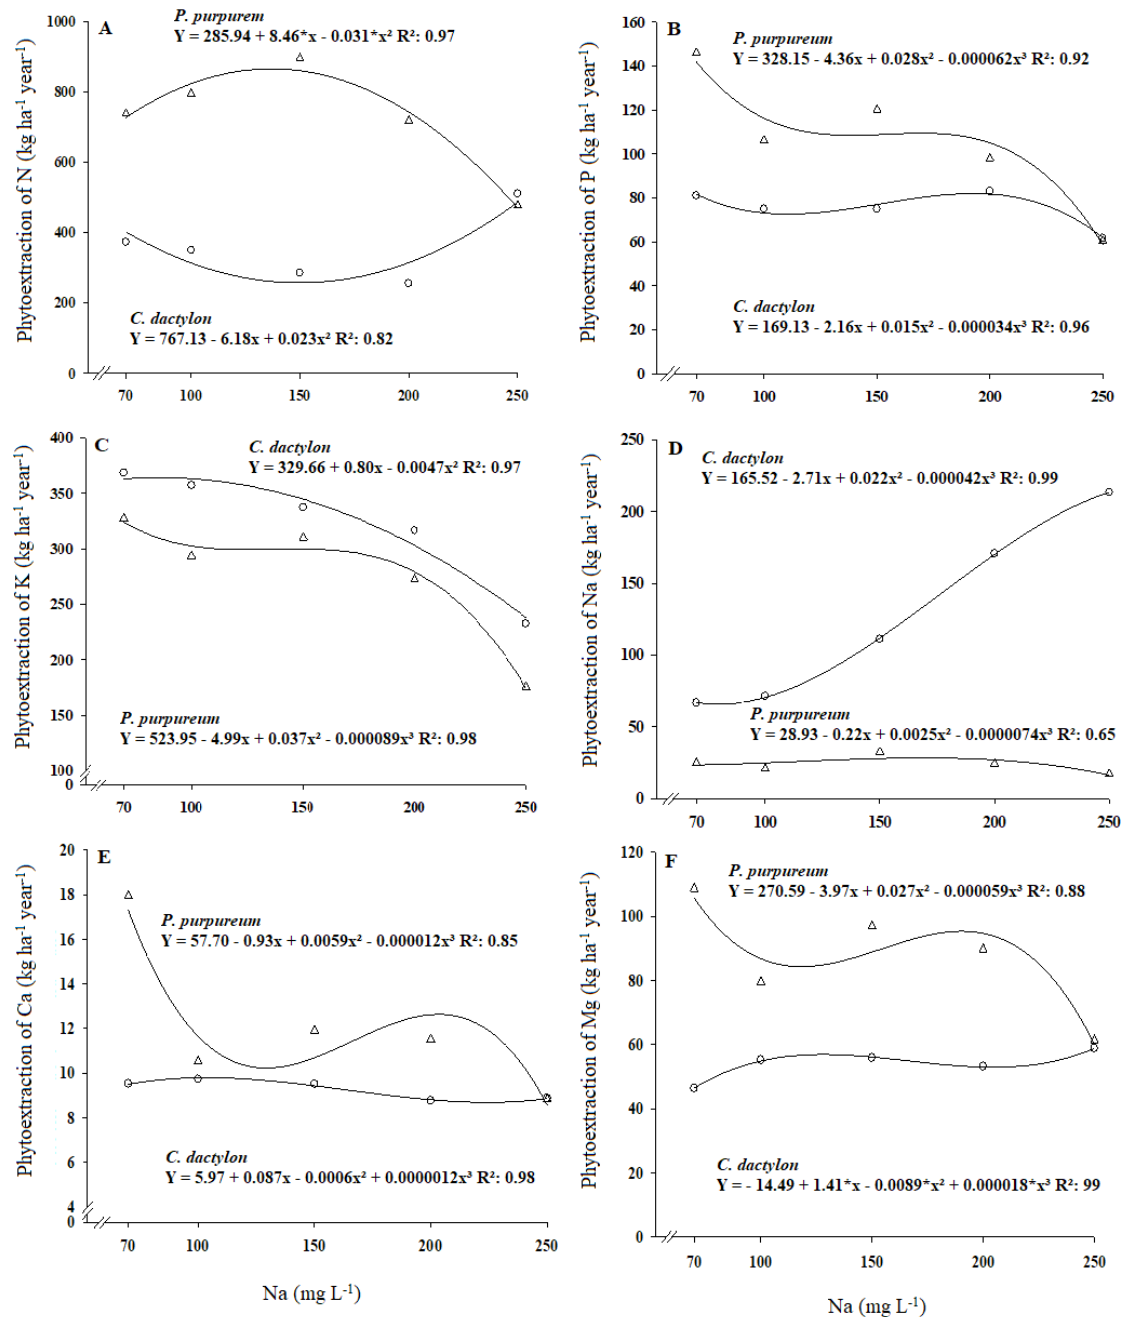 A
P. purpurem
Y = 285.94 + 8.46*x - 0.031*x² R²: 0.97
Phytoextraction of N (kg ha⁻¹ year⁻¹)
1000
800
600
400
200
0
C. dactylon
Y = 767.13 - 6.18x + 0.023x² R²: 0.82
70 100 150 200 250
B
P. purpureum
Y = 328.15 - 4.36x + 0.028x² - 0.000062x³ R²: 0.92
Phytoextraction of P (kg ha⁻¹ year⁻¹)
160
140
120
100
80
60
40
20
0
C. dactylon
Y = 169.13 - 2.16x + 0.015x² - 0.000034x³ R²: 0.96
70 100 150 200 250
C
C. dactylon
Y = 329.66 + 0.80x - 0.0047x² R²: 0.97
Phytoextraction of K (kg ha⁻¹ year⁻¹)
400
350
300
250
200
150
100
0
P. purpureum
Y = 523.95 - 4.99x + 0.037x² - 0.000089x³ R²: 0.98
70 100 150 200 250
D
C. dactylon
Y = 165.52 - 2.71x + 0.022x² - 0.000042x³ R²: 0.99
Phytoextraction of Na (kg ha⁻¹ year⁻¹)
250
200
150
100
50
0
P. purpureum
Y = 28.93 - 0.22x + 0.0025x² - 0.0000074x³ R²: 0.65
70 100 150 200 250
E
P. purpureum
Y = 57.70 - 0.93x + 0.0059x² - 0.000012x³ R²: 0.85
Phytoextraction of Ca (kg ha⁻¹ year⁻¹)
20
18
16
14
12
10
8
6
4
0
C. dactylon
Y = 5.97 + 0.087x - 0.0006x² + 0.0000012x³ R²: 0.98
70 100 150 200 250
Na (mg L⁻¹)
F
P. purpureum
Y = 270.59 - 3.97x + 0.027x² - 0.000059x³ R²: 0.88
Phytoextraction of Mg (kg ha⁻¹ year⁻¹)
120
100
80
60
40
20
0
C. dactylon
Y = - 14.49 + 1.41*x - 0.0089*x² + 0.000018*x³ R²: 99
70 100 150 200 250
Na (mg L⁻¹)